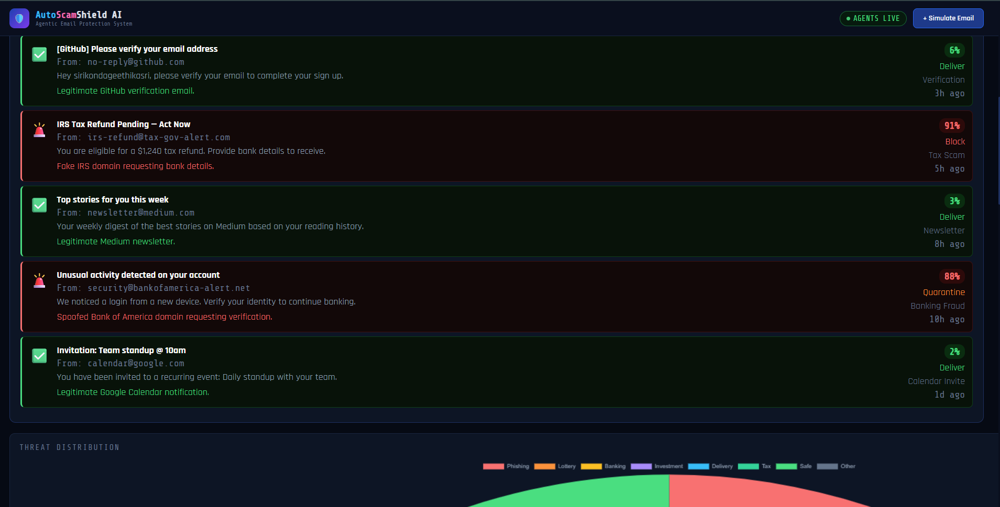 AutoScamShield AI
Agentic Email Protection System
AGENTS LIVE
+ Simulate Email
[GitHub] Please verify your email address
From: no-reply@github.com
Hey sirikondageethikasri, please verify your email to complete your sign up.
Legitimate GitHub verification email.
6%
Deliver
Verification
3h ago
IRS Tax Refund Pending — Act Now
From: irs-refund@tax-gov-alert.com
You are eligible for a $1,240 tax refund. Provide bank details to receive.
Fake IRS domain requesting bank details.
91%
Block
Tax Scam
5h ago
Top stories for you this week
From: newsletter@medium.com
Your weekly digest of the best stories on Medium based on your reading history.
Legitimate Medium newsletter.
3%
Deliver
Newsletter
8h ago
Unusual activity detected on your account
From: security@bankofamerica-alert.net
We noticed a login from a new device. Verify your identity to continue banking.
Spoofed Bank of America domain requesting verification.
88%
Quarantine
Banking Fraud
10h ago
Invitation: Team standup @ 10am
From: calendar@google.com
You have been invited to a recurring event: Daily standup with your team.
Legitimate Google Calendar notification.
2%
Deliver
Calendar Invite
1d ago
THREAT DISTRIBUTION
Phishing Lottery Banking Investment Delivery Tax Safe Other